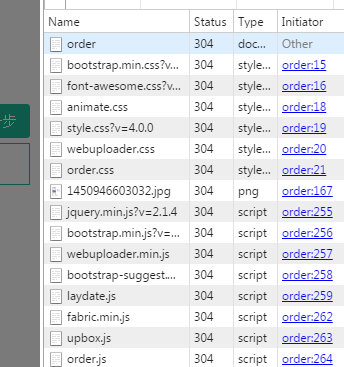 Name Status Type Initiator
order 304 doc... Other
bootstrap.min.css?v... 304 style... order:15
font-awesome.css?v... 304 style... order:16
animate.css 304 style... order:18
style.css?v=4.0.0 304 style... order:19
webuploader.css 304 style... order:20
order.css 304 style... order:21
1450946603032.jpg 304 png order:167
jquery.min.js?v=2.1.4 304 script order:255
bootstrap.min.js?v=... 304 script order:256
webuploader.min.js 304 script order:257
bootstrap-suggest.... 304 script order:258
laydate.js 304 script order:259
fabric.min.js 304 script order:262
upbox.js 304 script order:263
order.js 304 script order:264
步